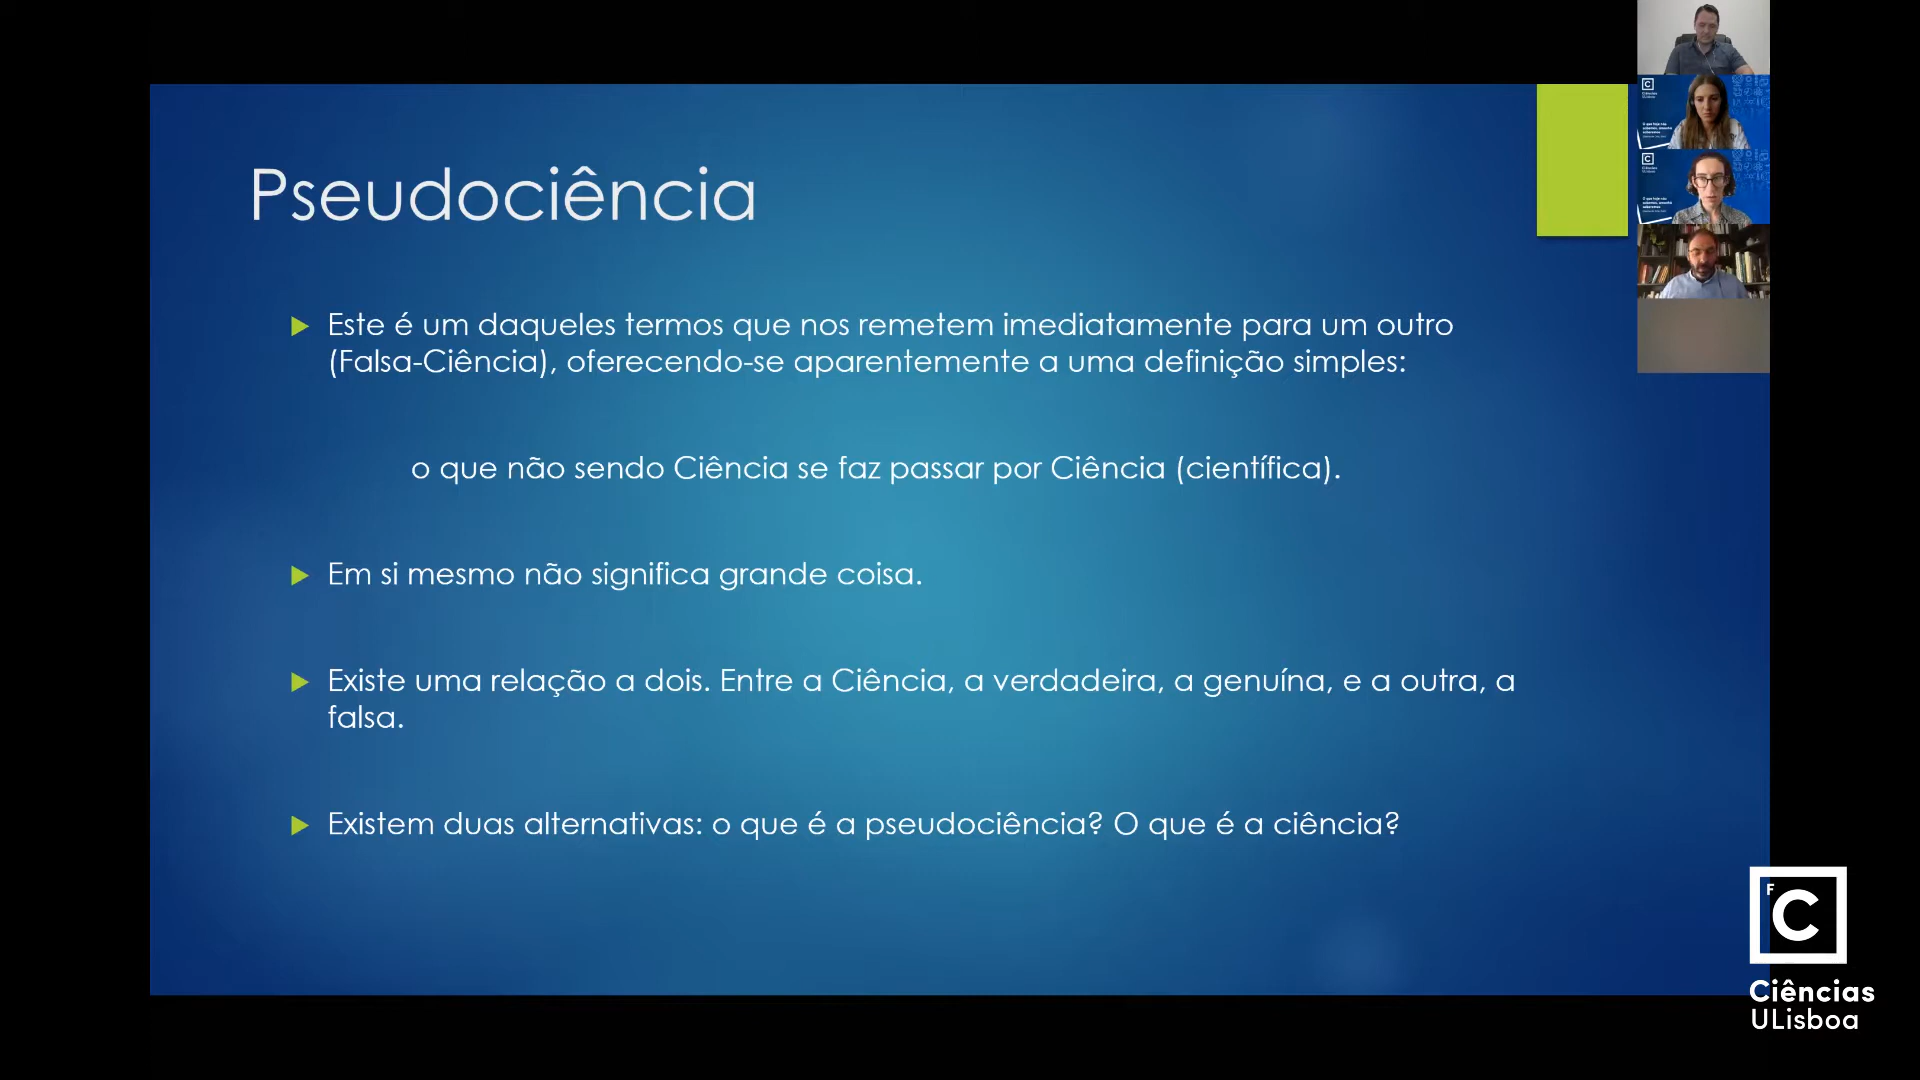 Pseudociência
Este é um daqueles termos que nos remetem imediatamente para um outro
(Falsa-Ciência), oferecendo-se aparentemente a uma definição simples:
o que não sendo Ciência se faz passar por Ciência (científica).
Em si mesmo não significa grande coisa.
Existe uma relação a dois. Entre a Ciência, a verdadeira, a genuína, e a outra, a
falsa.
Existem duas alternativas: o que é a pseudociência? O que é a ciência?
F
C
Ciências
ULisboa